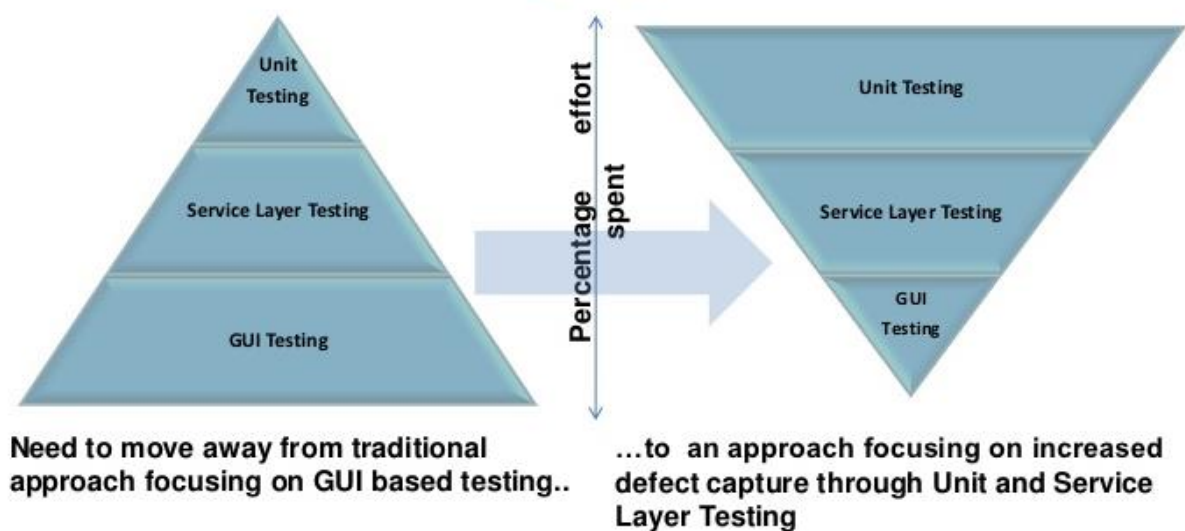 Unit
Testing
Service Layer Testing
GUI Testing
Percentage effort
spent
Unit Testing
Service Layer Testing
GUI
Testing
Need to move away from traditional
approach focusing on GUI based testing..
...to an approach focusing on increased
defect capture through Unit and Service
Layer Testing